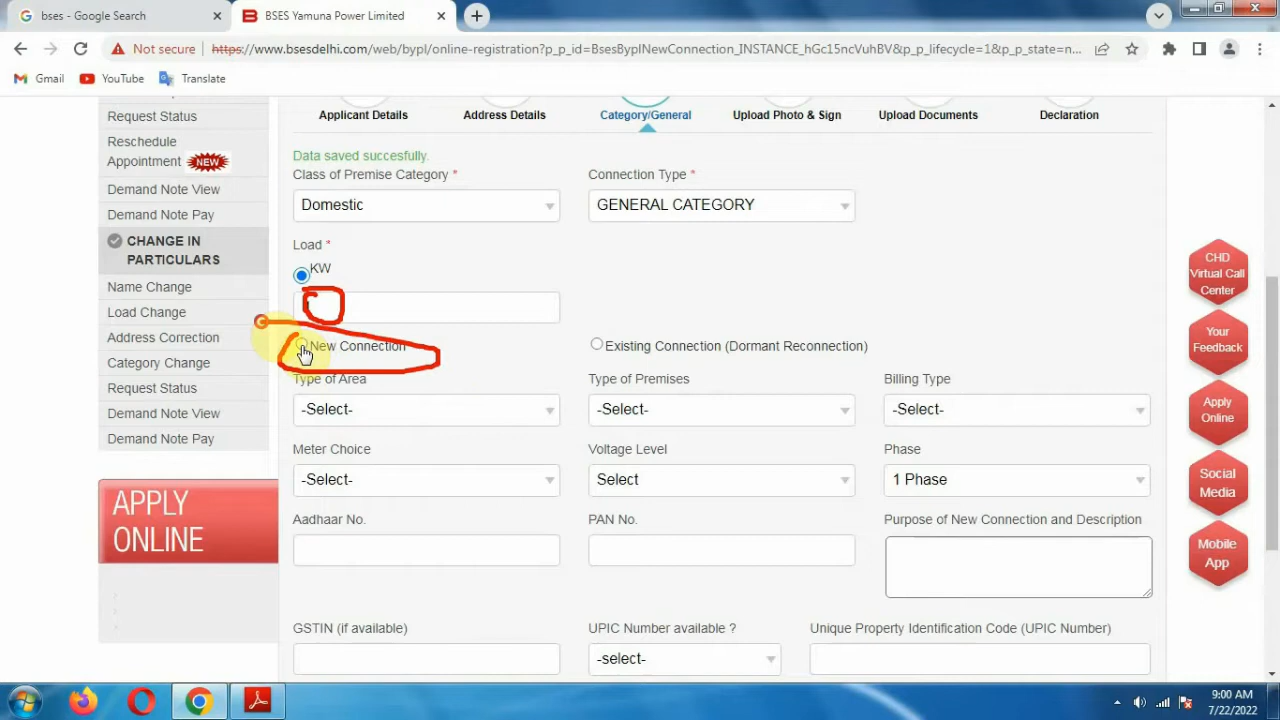 bses - Google Search
BSES Yamuna Power Limited
Not secure
https://www.bsesdelhi.com/web/bypl/online-registration?p_p_id=BsesBypINewConnection_INSTANCE_hGc15ncVuhBV&p_p_lifecycle=1&p_p_state=n...
Gmail
YouTube
Translate
Request Status
Reschedule
Appointment NEW
Demand Note View
Demand Note Pay
CHANGE IN
PARTICULARS
Name Change
Load Change
Address Correction
Category Change
Request Status
Demand Note View
Demand Note Pay
APPLY
ONLINE
Applicant Details
Address Details
Category/General
Upload Photo & Sign
Upload Documents
Declaration
Data saved succesfully.
Class of Premise Category *
Connection Type *
Domestic
GENERAL CATEGORY
Load *
KW
New Connection
Existing Connection (Dormant Reconnection)
Type of Area
Type of Premises
Billing Type
-Select-
-Select-
-Select-
Meter Choice
Voltage Level
Phase
-Select-
Select
1 Phase
Aadhaar No.
PAN No.
Purpose of New Connection and Description
GSTIN (if available)
UPIC Number available ?
Unique Property Identification Code (UPIC Number)
-select-
CHD
Virtual Call
Center
Your
Feedback
Apply
Online
Social
Media
Mobile
App
9:00 AM
7/22/2022